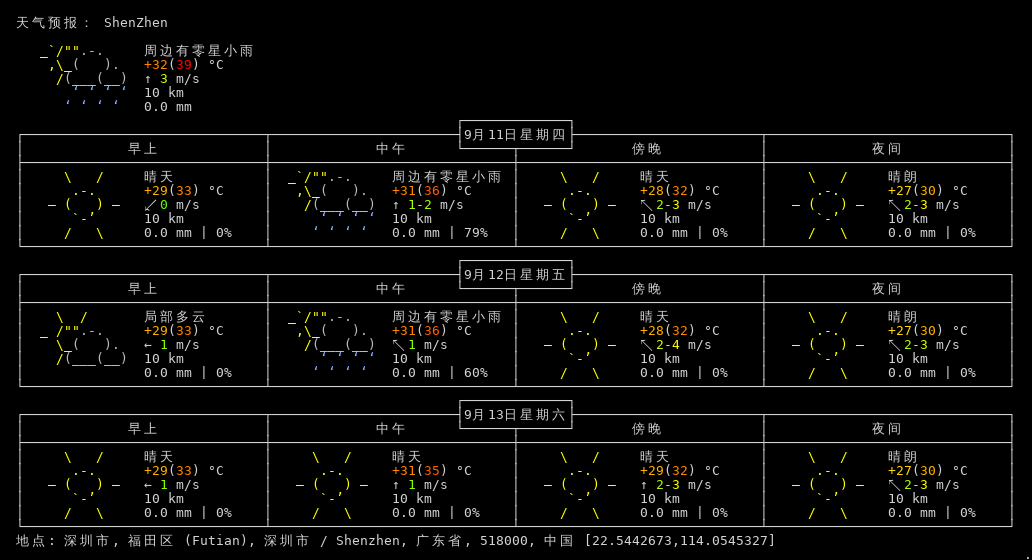 天气预报： ShenZhen
周边有零星小雨
+32(39) °C
↑ 3 m/s
10 km
0.0 mm
9月11日星期四
早上 中午 傍晚 夜间
晴天 周边有零星小雨 晴天 晴朗
+29(33) °C +31(36) °C +28(32) °C +27(30) °C
↙ 0 m/s ↑ 1-2 m/s ↖ 2-3 m/s ↖ 2-3 m/s
10 km 10 km 10 km 10 km
0.0 mm | 0% 0.0 mm | 79% 0.0 mm | 0% 0.0 mm | 0%
9月12日星期五
早上 中午 傍晚 夜间
局部多云 周边有零星小雨 晴天 晴朗
+29(33) °C +31(36) °C +28(32) °C +27(30) °C
← 1 m/s ↖ 1 m/s ↖ 2-4 m/s ↖ 2-3 m/s
10 km 10 km 10 km 10 km
0.0 mm | 0% 0.0 mm | 60% 0.0 mm | 0% 0.0 mm | 0%
9月13日星期六
早上 中午 傍晚 夜间
晴天 晴天 晴天 晴朗
+29(33) °C +31(35) °C +29(32) °C +27(30) °C
← 1 m/s ↑ 1 m/s ↑ 2-3 m/s ↖ 2-3 m/s
10 km 10 km 10 km 10 km
0.0 mm | 0% 0.0 mm | 0% 0.0 mm | 0% 0.0 mm | 0%
地点: 深圳市, 福田区 (Futian), 深圳市 / Shenzhen, 广东省, 518000, 中国 [22.5442673,114.0545327]